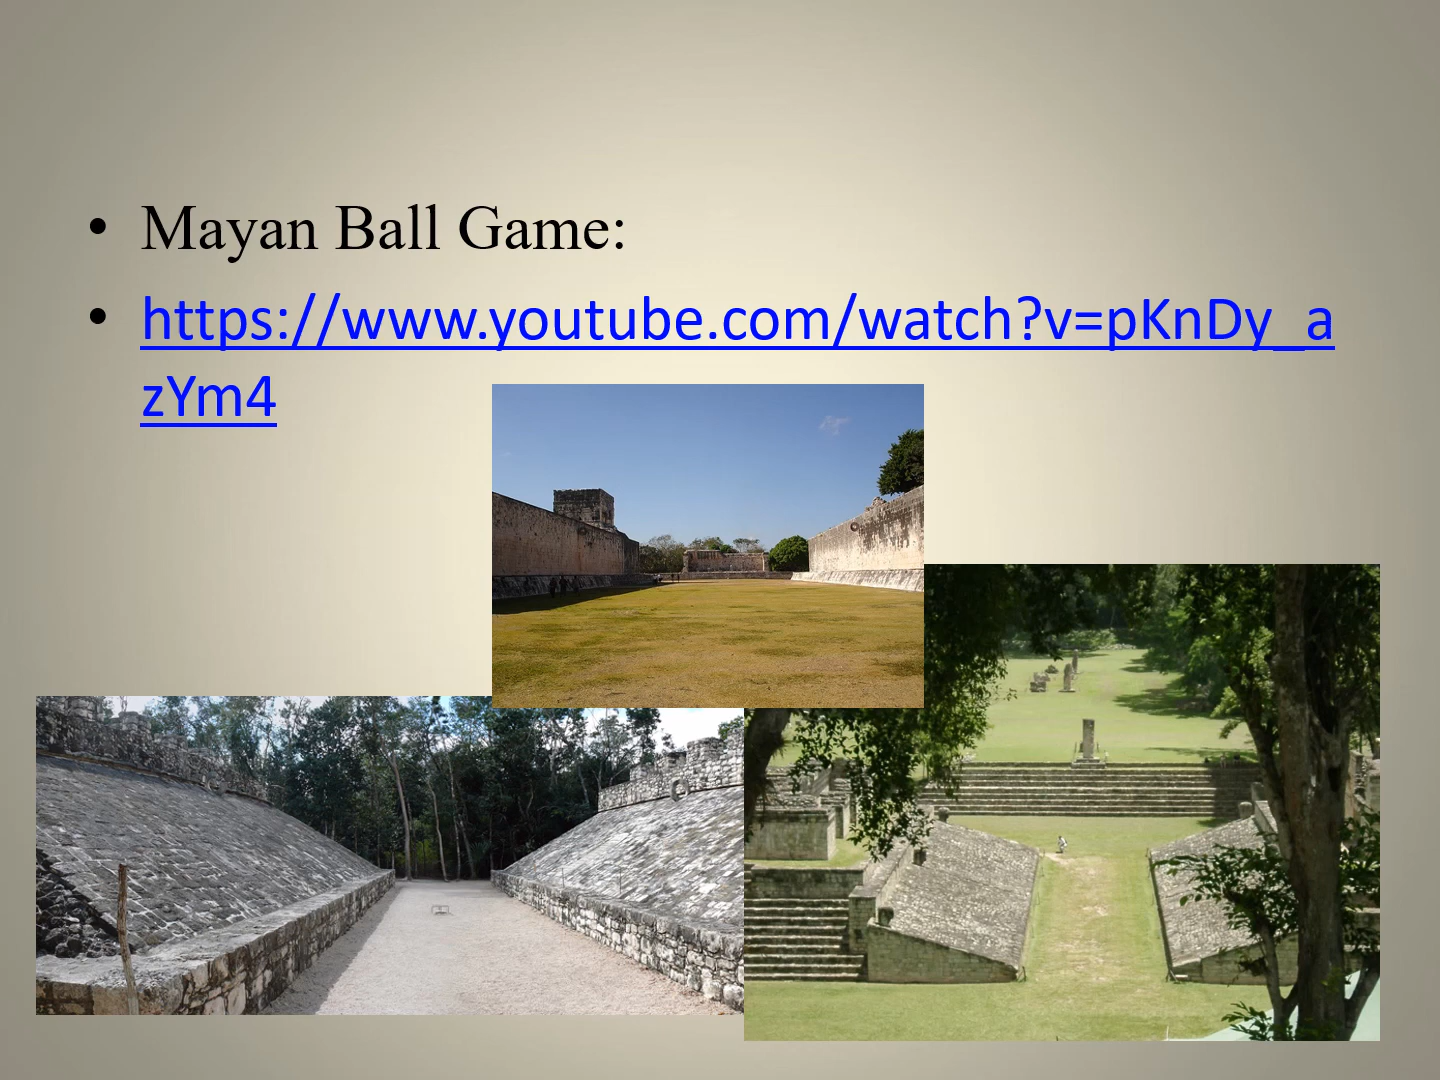 • Mayan Ball Game:
• https://www.youtube.com/watch?v=pKnDy_a
zYm4